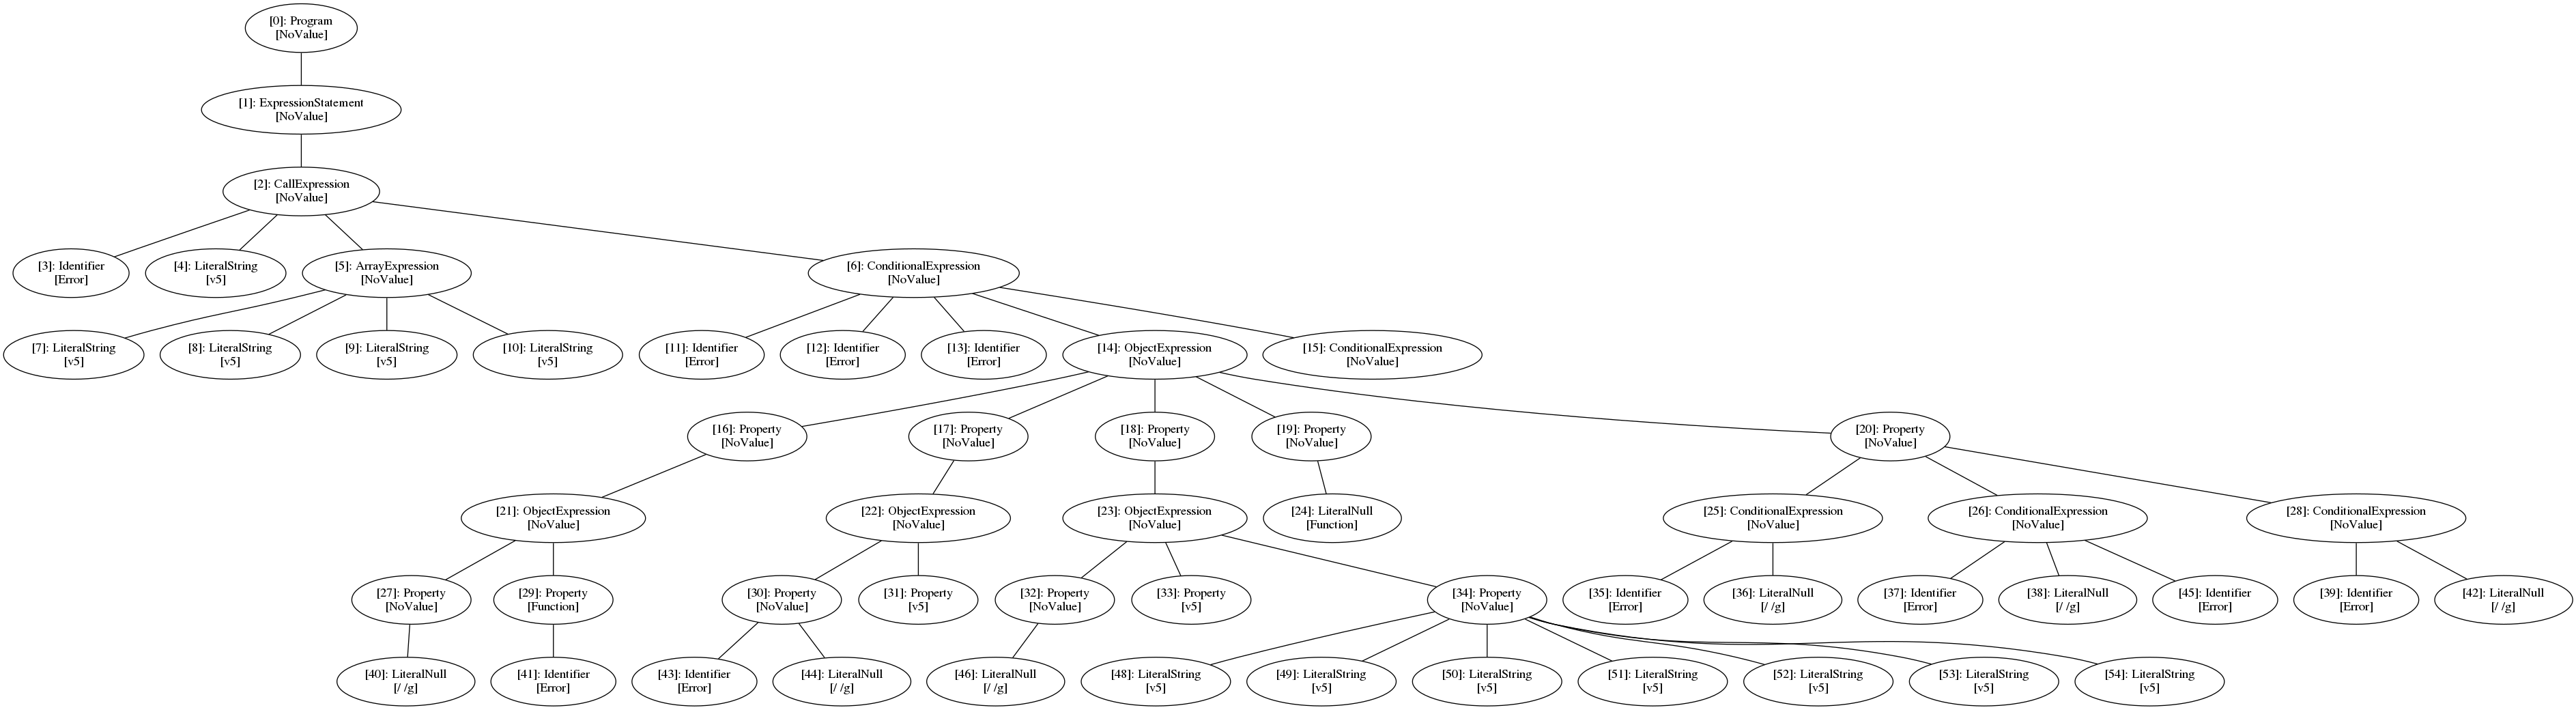 [0]: Program
[NoValue]
[1]: ExpressionStatement
[NoValue]
[2]: CallExpression
[NoValue]
[3]: Identifier
[Error]
[4]: LiteralString
[v5]
[5]: ArrayExpression
[NoValue]
[6]: ConditionalExpression
[NoValue]
[7]: LiteralString
[v5]
[8]: LiteralString
[v5]
[9]: LiteralString
[v5]
[10]: LiteralString
[v5]
[11]: Identifier
[Error]
[12]: Identifier
[Error]
[13]: Identifier
[Error]
[14]: ObjectExpression
[NoValue]
[15]: ConditionalExpression
[NoValue]
[16]: Property
[NoValue]
[17]: Property
[NoValue]
[18]: Property
[NoValue]
[19]: Property
[NoValue]
[20]: Property
[NoValue]
[21]: ObjectExpression
[NoValue]
[22]: ObjectExpression
[NoValue]
[23]: ObjectExpression
[NoValue]
[24]: LiteralNull
[Function]
[25]: ConditionalExpression
[NoValue]
[26]: ConditionalExpression
[NoValue]
[28]: ConditionalExpression
[NoValue]
[27]: Property
[NoValue]
[29]: Property
[Function]
[30]: Property
[NoValue]
[31]: Property
[v5]
[32]: Property
[NoValue]
[33]: Property
[v5]
[34]: Property
[NoValue]
[35]: Identifier
[Error]
[36]: LiteralNull
[/ /g]
[37]: Identifier
[Error]
[38]: LiteralNull
[/ /g]
[45]: Identifier
[Error]
[39]: Identifier
[Error]
[42]: LiteralNull
[/ /g]
[40]: LiteralNull
[/ /g]
[41]: Identifier
[Error]
[43]: Identifier
[Error]
[44]: LiteralNull
[/ /g]
[46]: LiteralNull
[/ /g]
[48]: LiteralString
[v5]
[49]: LiteralString
[v5]
[50]: LiteralString
[v5]
[51]: LiteralString
[v5]
[52]: LiteralString
[v5]
[53]: LiteralString
[v5]
[54]: LiteralString
[v5]